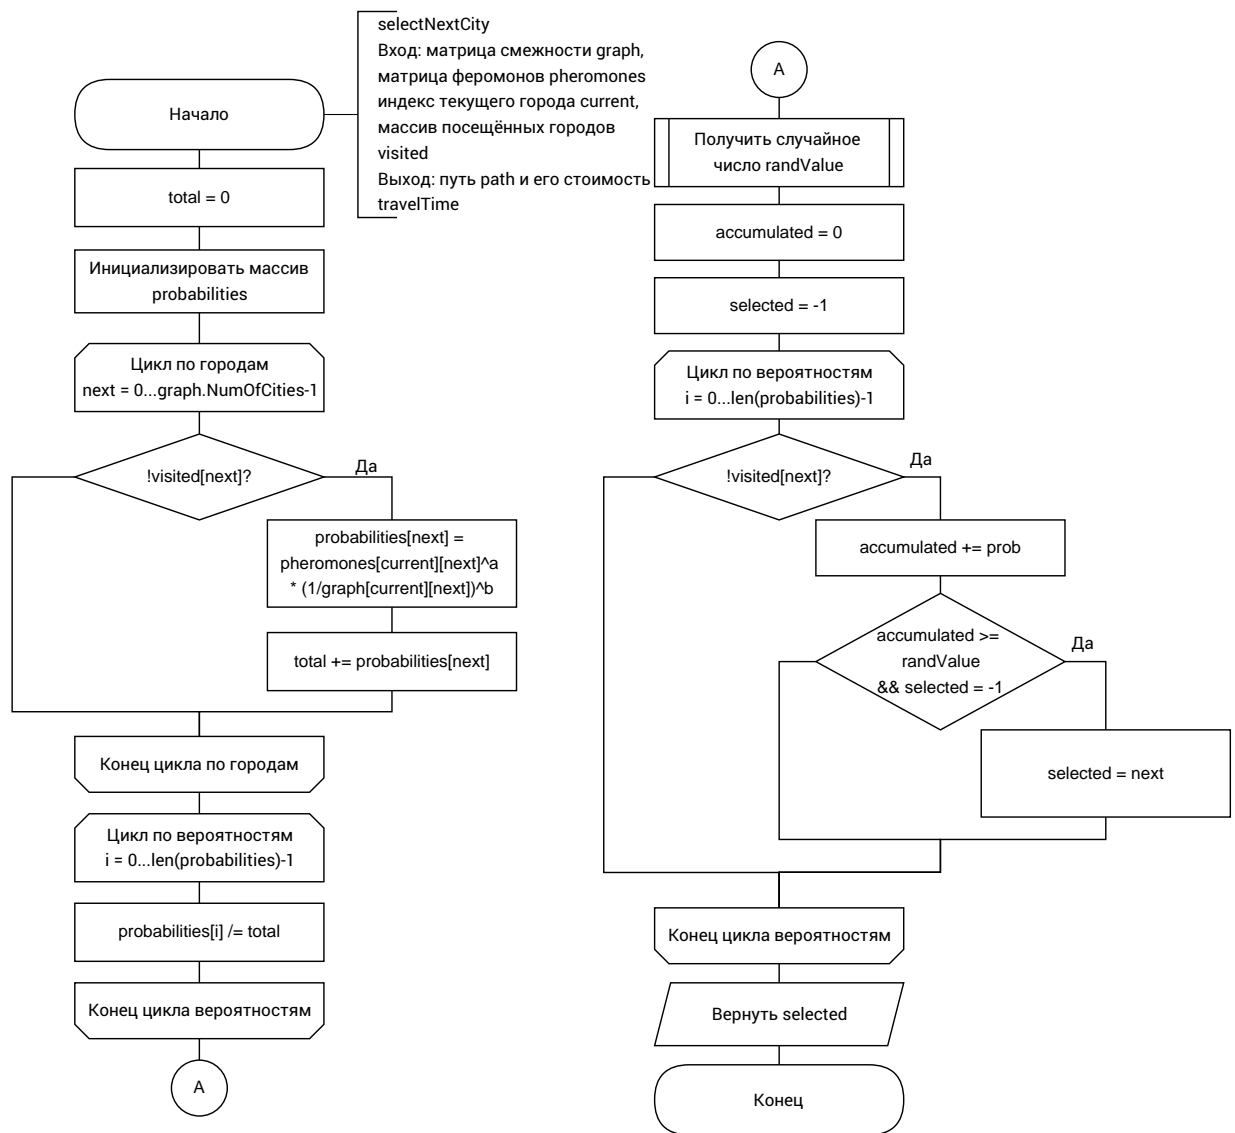 selectNextCity
Вход: матрица смежности graph,
матрица феромонов pheromones
индекс текущего города current,
массив посещённых городов
visited
Выход: путь path и его стоимость
travelTime
Начало
total = 0
Инициализировать массив
probabilities
Цикл по городам
next = 0...graph.NumOfCities-1
!visited[next]?
Да
probabilities[next] =
pheromones[current][next]^a
* (1/graph[current][next])^b
total += probabilities[next]
Конец цикла по городам
Цикл по вероятностям
i = 0...len(probabilities)-1
probabilities[i] /= total
Конец цикла вероятностям
A
A
Получить случайное
число randValue
accumulated = 0
selected = -1
Цикл по вероятностям
i = 0...len(probabilities)-1
!visited[next]?
Да
accumulated += prob
accumulated >=
randValue
&& selected = -1
Да
selected = next
Конец цикла вероятностям
Вернуть selected
Конец